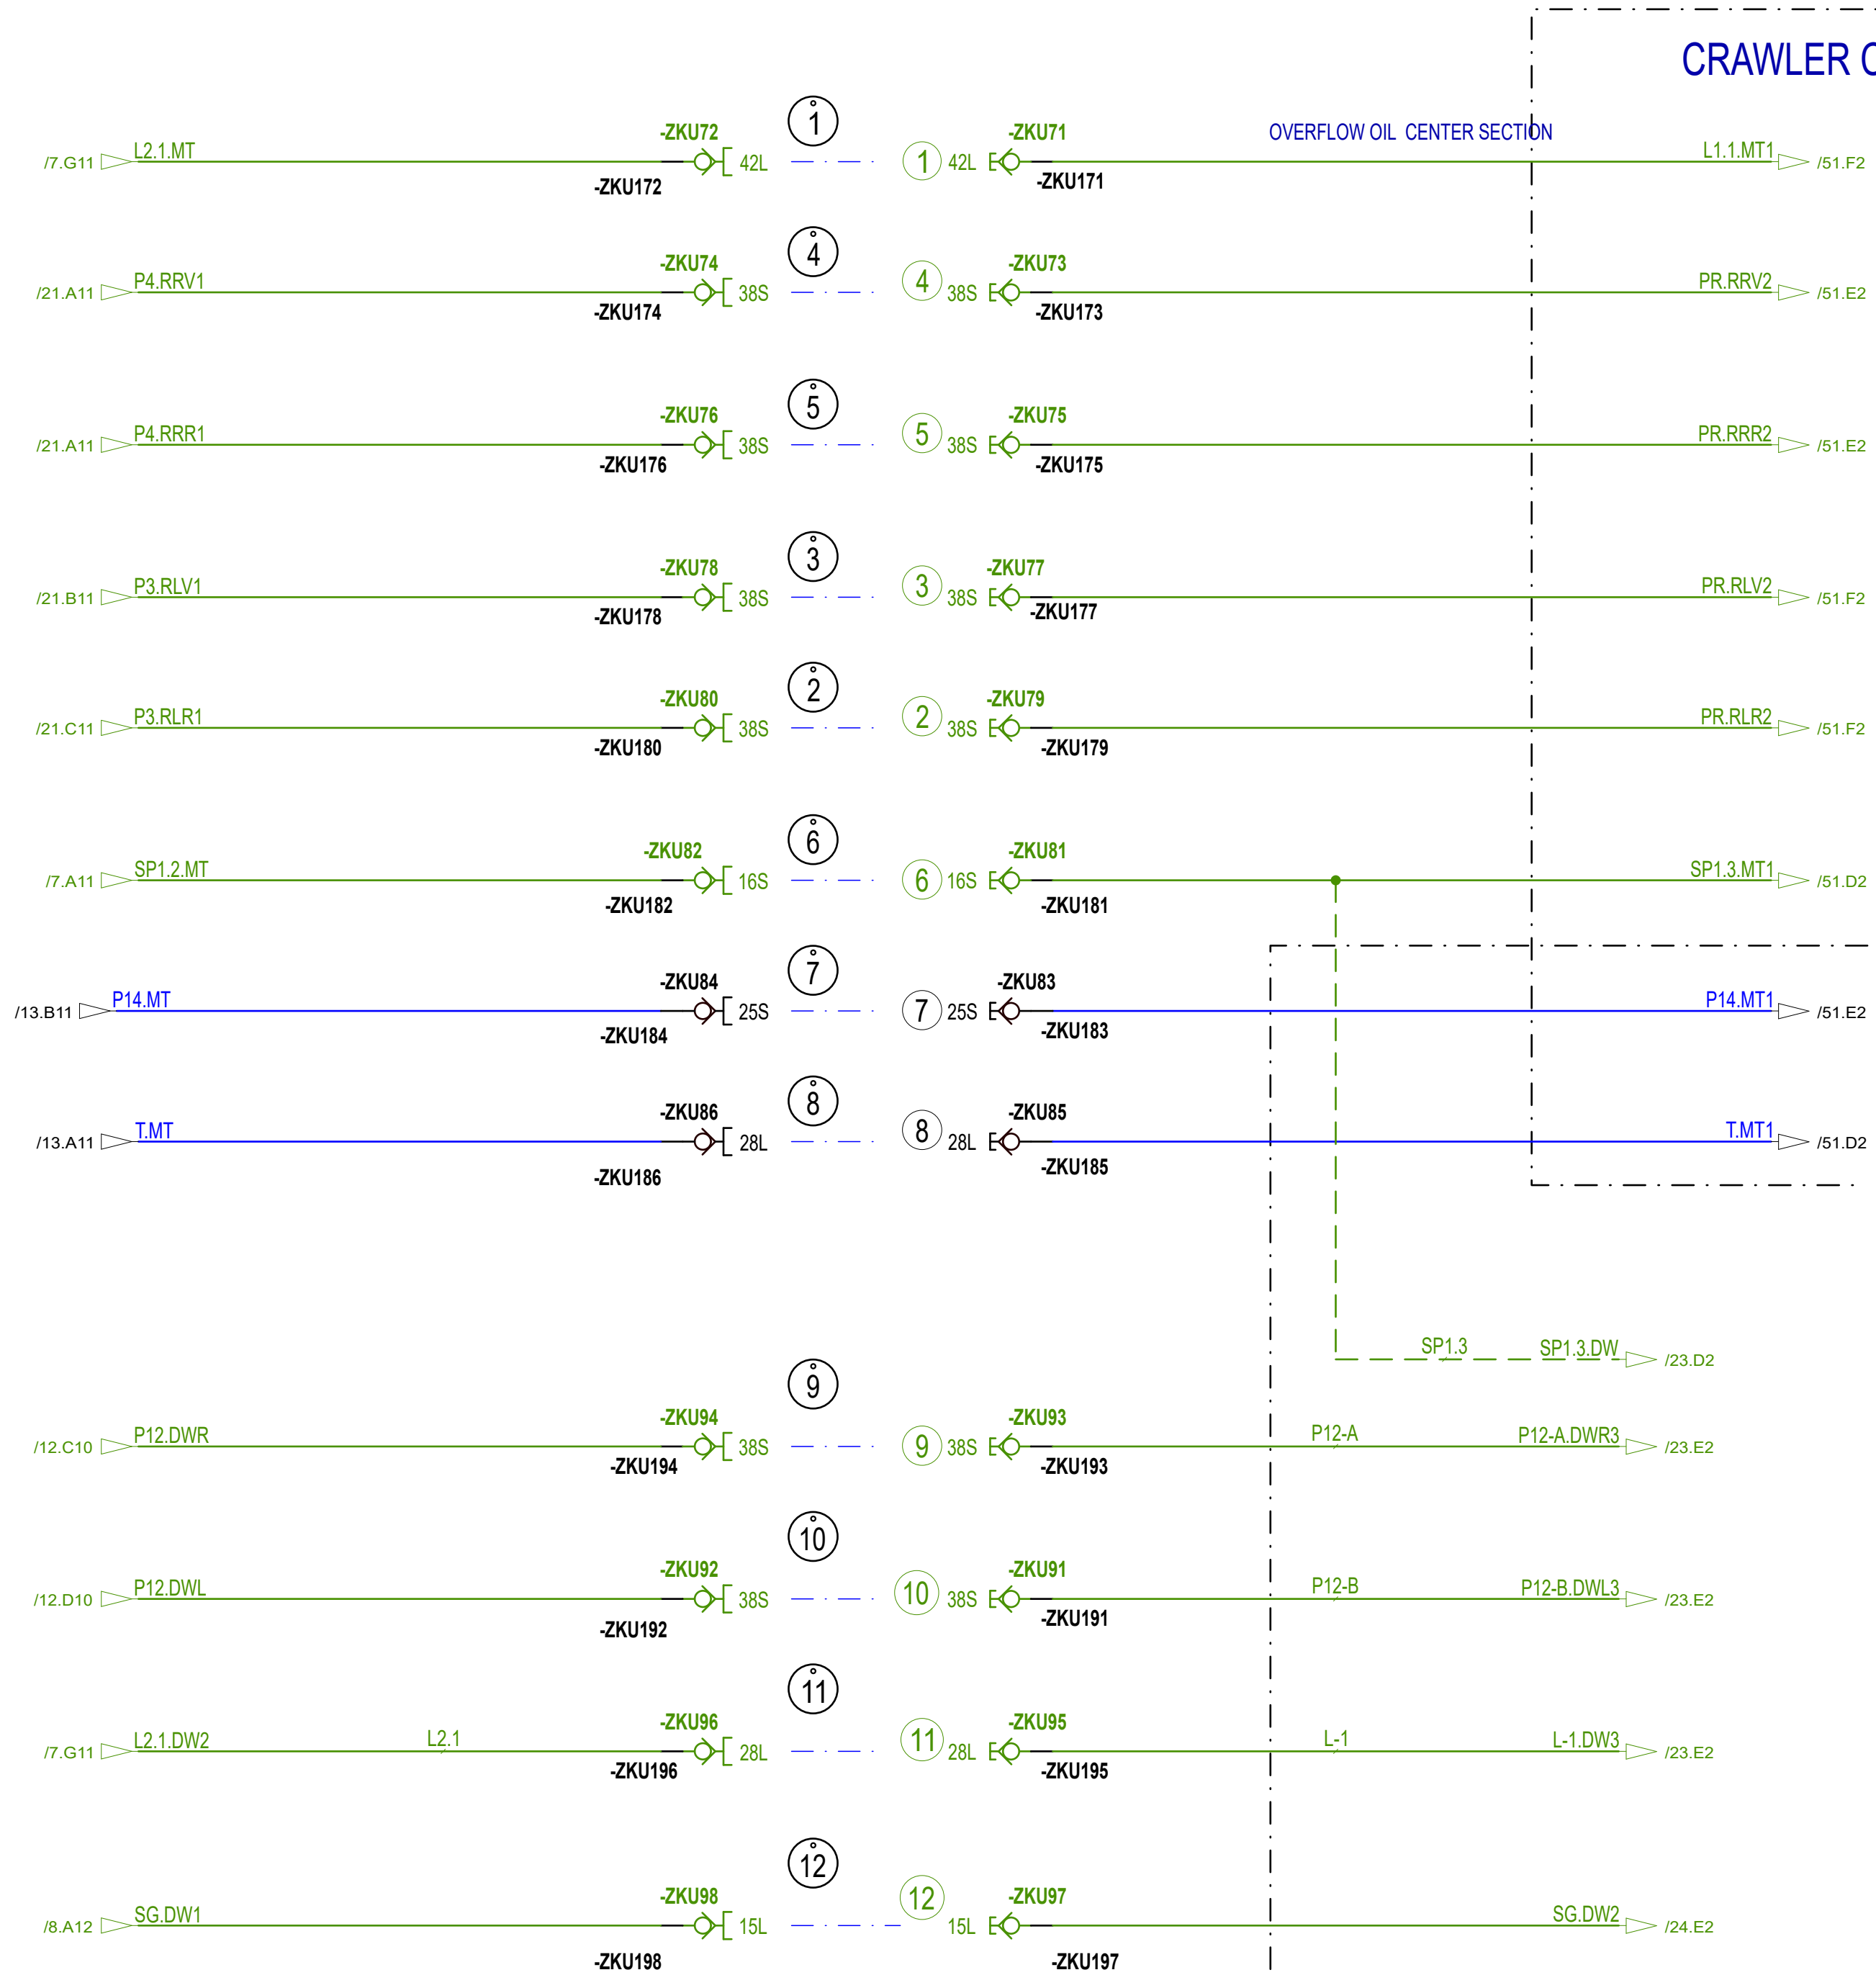 CRAWLER C
1
-ZKU72 -ZKU71 OVERFLOW OIL CENTER SECTION
/7.G11 L2.1.MT 42L 1 42L L1.1.MT1 /51.F2
-ZKU172 -ZKU171
4
-ZKU74 -ZKU73
/21.A11 P4.RRV1 38S 4 38S PR.RRV2 /51.E2
-ZKU174 -ZKU173
5
-ZKU76 -ZKU75
/21.A11 P4.RRR1 38S 5 38S PR.RRR2 /51.E2
-ZKU176 -ZKU175
3
-ZKU78 -ZKU77
/21.B11 P3.RLV1 38S 3 38S PR.RLV2 /51.F2
-ZKU178 -ZKU177
2
-ZKU80 -ZKU79
/21.C11 P3.RLR1 38S 2 38S PR.RLR2 /51.F2
-ZKU180 -ZKU179
6
-ZKU82 -ZKU81
/7.A11 SP1.2.MT 16S 6 16S SP1.3.MT1 /51.D2
-ZKU182 -ZKU181
7
-ZKU84 -ZKU83
/13.B11 P14.MT 25S 7 25S P14.MT1 /51.E2
-ZKU184 -ZKU183
8
-ZKU86 -ZKU85
/13.A11 T.MT 28L 8 28L T.MT1 /51.D2
-ZKU186 -ZKU185
SP1.3 SP1.3.DW /23.D2
9
-ZKU94 -ZKU93
/12.C10 P12.DWR 38S 9 38S P12-A P12-A.DWR3 /23.E2
-ZKU194 -ZKU193
10
-ZKU92 -ZKU91
/12.D10 P12.DWL 38S 10 38S P12-B P12-B.DWL3 /23.E2
-ZKU192 -ZKU191
11
-ZKU96 -ZKU95
/7.G11 L2.1.DW2 L2.1 28L 11 28L L-1 L-1.DW3 /23.E2
-ZKU196 -ZKU195
12
-ZKU98 -ZKU97
/8.A12 SG.DW1 15L 12 15L SG.DW2 /24.E2
-ZKU198 -ZKU197